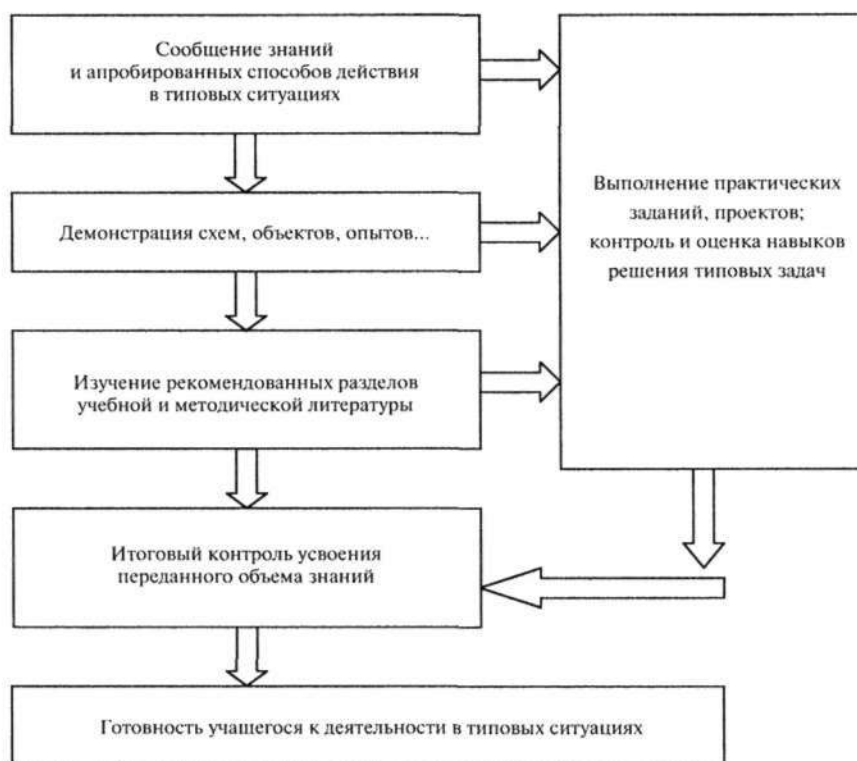 Сообщение знаний
и апробированных способов действия
в типовых ситуациях
Демонстрация схем, объектов, опытов...
Выполнение практических
заданий, проектов;
контроль и оценка навыков
решения типовых задач
Изучение рекомендованных разделов
учебной и методической литературы
Итоговый контроль усвоения
переданного объема знаний
Готовность учащегося к деятельности в типовых ситуациях